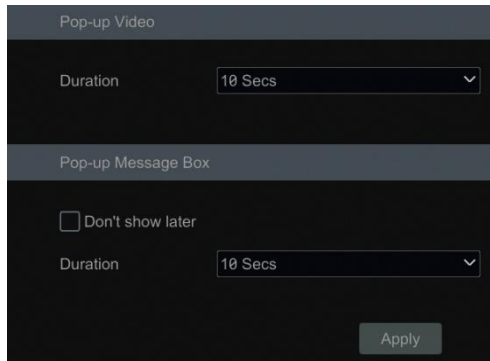 Pop-up Video
Duration 10 Secs
Pop-up Message Box
Don't show later
Duration 10 Secs
Apply